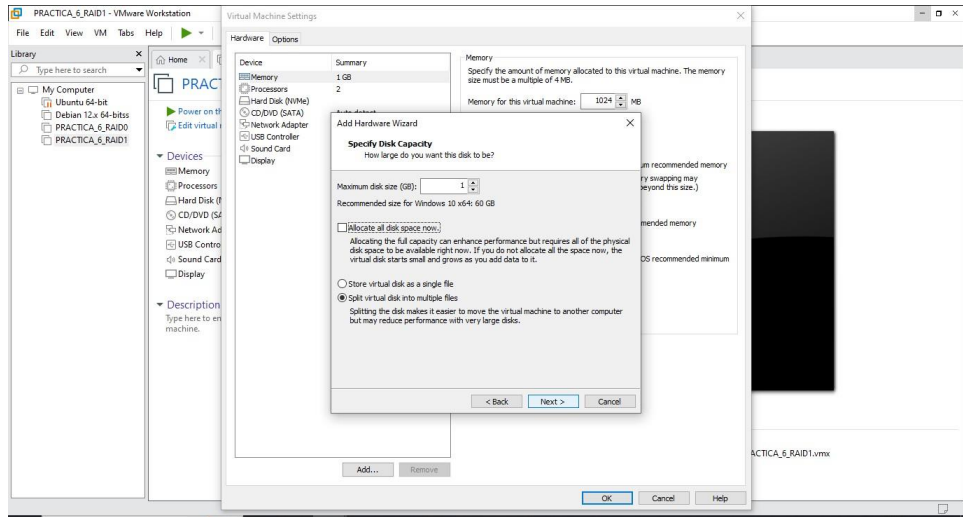 PRACTICA_6_RAID1 - VMware Workstation
File Edit View VM Tabs Help
Library
Type here to search
My Computer
Ubuntu 64-bit
Debian 12.x 64-bitss
PRACTICA_6_RAID0
PRACTICA_6_RAID1
Home
PRACT
Power on th
Edit virtual
Devices
Memory
Processors
Hard Disk (
CD/DVD (SA
Network Ad
USB Contro
Sound Card
Display
Description
Type here to en
machine.
Virtual Machine Settings
Hardware Options
Device Summary
Memory 1 GB
Processors 2
Hard Disk (NVMe)
CD/DVD (SATA)
Network Adapter
USB Controller
Sound Card
Display
Add... Remove
Memory
Specify the amount of memory allocated to this virtual machine. The memory
size must be a multiple of 4 MB.
Memory for this virtual machine: 1024 MB
um recommended memory
ry swapping may
beyond this size.)
mended memory
OS recommended minimum
Add Hardware Wizard
Specify Disk Capacity
How large do you want this disk to be?
Maximum disk size (GB): 1
Recommended size for Windows 10 x64: 60 GB
Allocate all disk space now.
Allocating the full capacity can enhance performance but requires all of the physical
disk space to be available right now. If you do not allocate all the space now, the
virtual disk starts small and grows as you add data to it.
Store virtual disk as a single file
Split virtual disk into multiple files
Splitting the disk makes it easier to move the virtual machine to another computer
but may reduce performance with very large disks.
< Back Next > Cancel
ACTICA_6_RAID1.vmx
OK Cancel Help